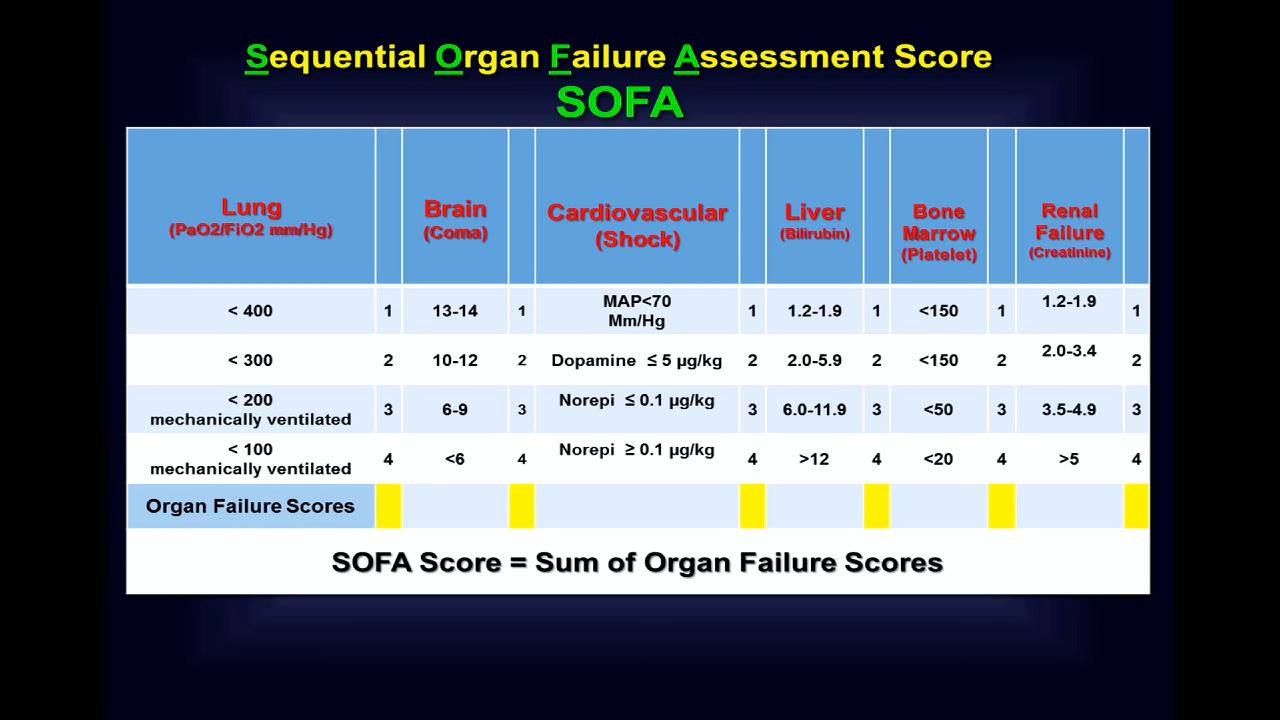 Sequential Organ Failure Assessment Score
SOFA
Lung
(PaO2/FiO2 mm/Hg)
Brain
(Coma)
Cardiovascular
(Shock)
Liver
(Bilirubin)
Bone
Marrow
(Platelet)
Renal
Failure
(Creatinine)
< 400 1 13-14 1 MAP<70
Mm/Hg 1 1.2-1.9 1 <150 1 1.2-1.9 1
< 300 2 10-12 2 Dopamine ≤ 5 µg/kg 2 2.0-5.9 2 <150 2 2.0-3.4 2
< 200
mechanically ventilated 3 6-9 3 Norepi ≤ 0.1 µg/kg 3 6.0-11.9 3 <50 3 3.5-4.9 3
< 100
mechanically ventilated 4 <6 4 Norepi ≥ 0.1 µg/kg 4 >12 4 <20 4 >5 4
Organ Failure Scores
SOFA Score = Sum of Organ Failure Scores